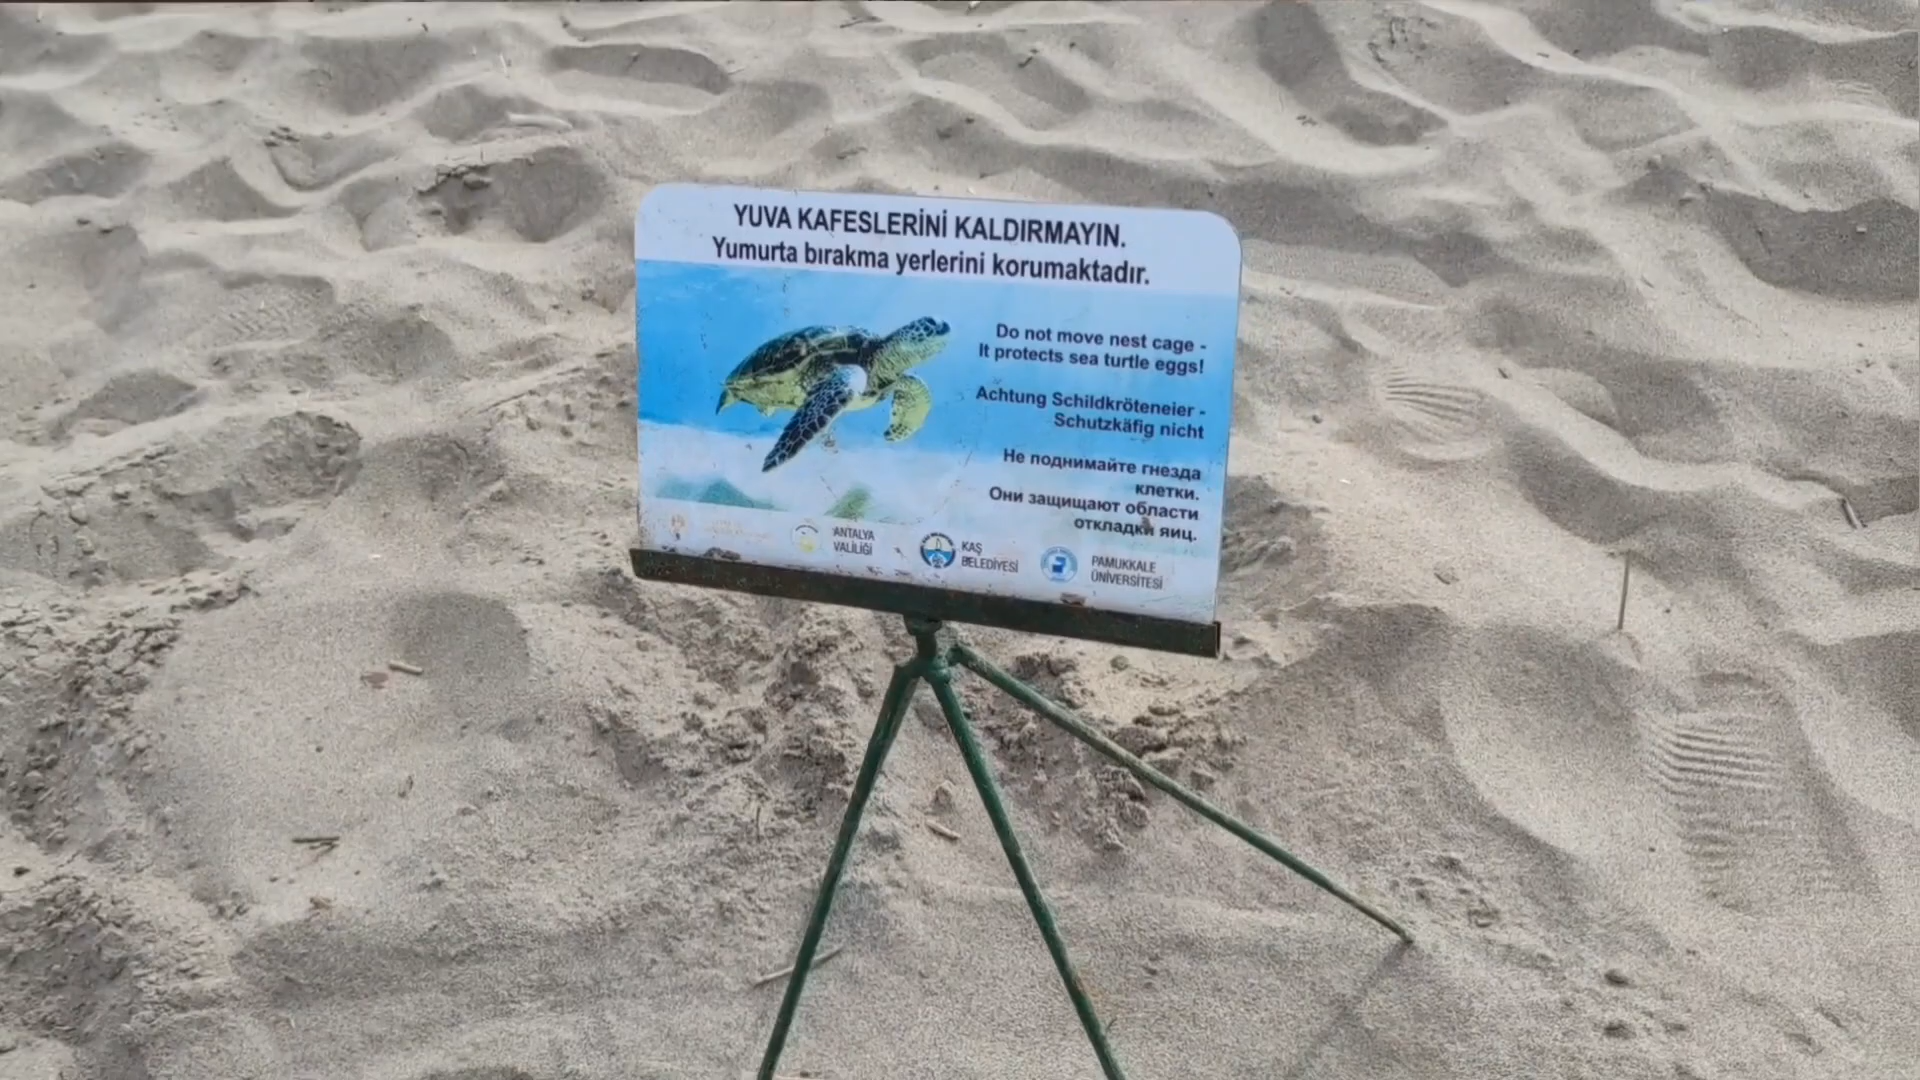 YUVA KAFESLERİNİ KALDIRMAYIN.
Yumurta bırakma yerlerini korumaktadır.
Do not move nest cage -
It protects sea turtle eggs!
Achtung Schildkröteneier -
Schutzkäfig nicht
Не поднимайте гнезда
клетки.
Они защищают области
откладки яиц.
ANTALYA
VALİLİĞİ
KAŞ
BELEDİYESİ
PAMUKKALE
ÜNİVERSİTESİ